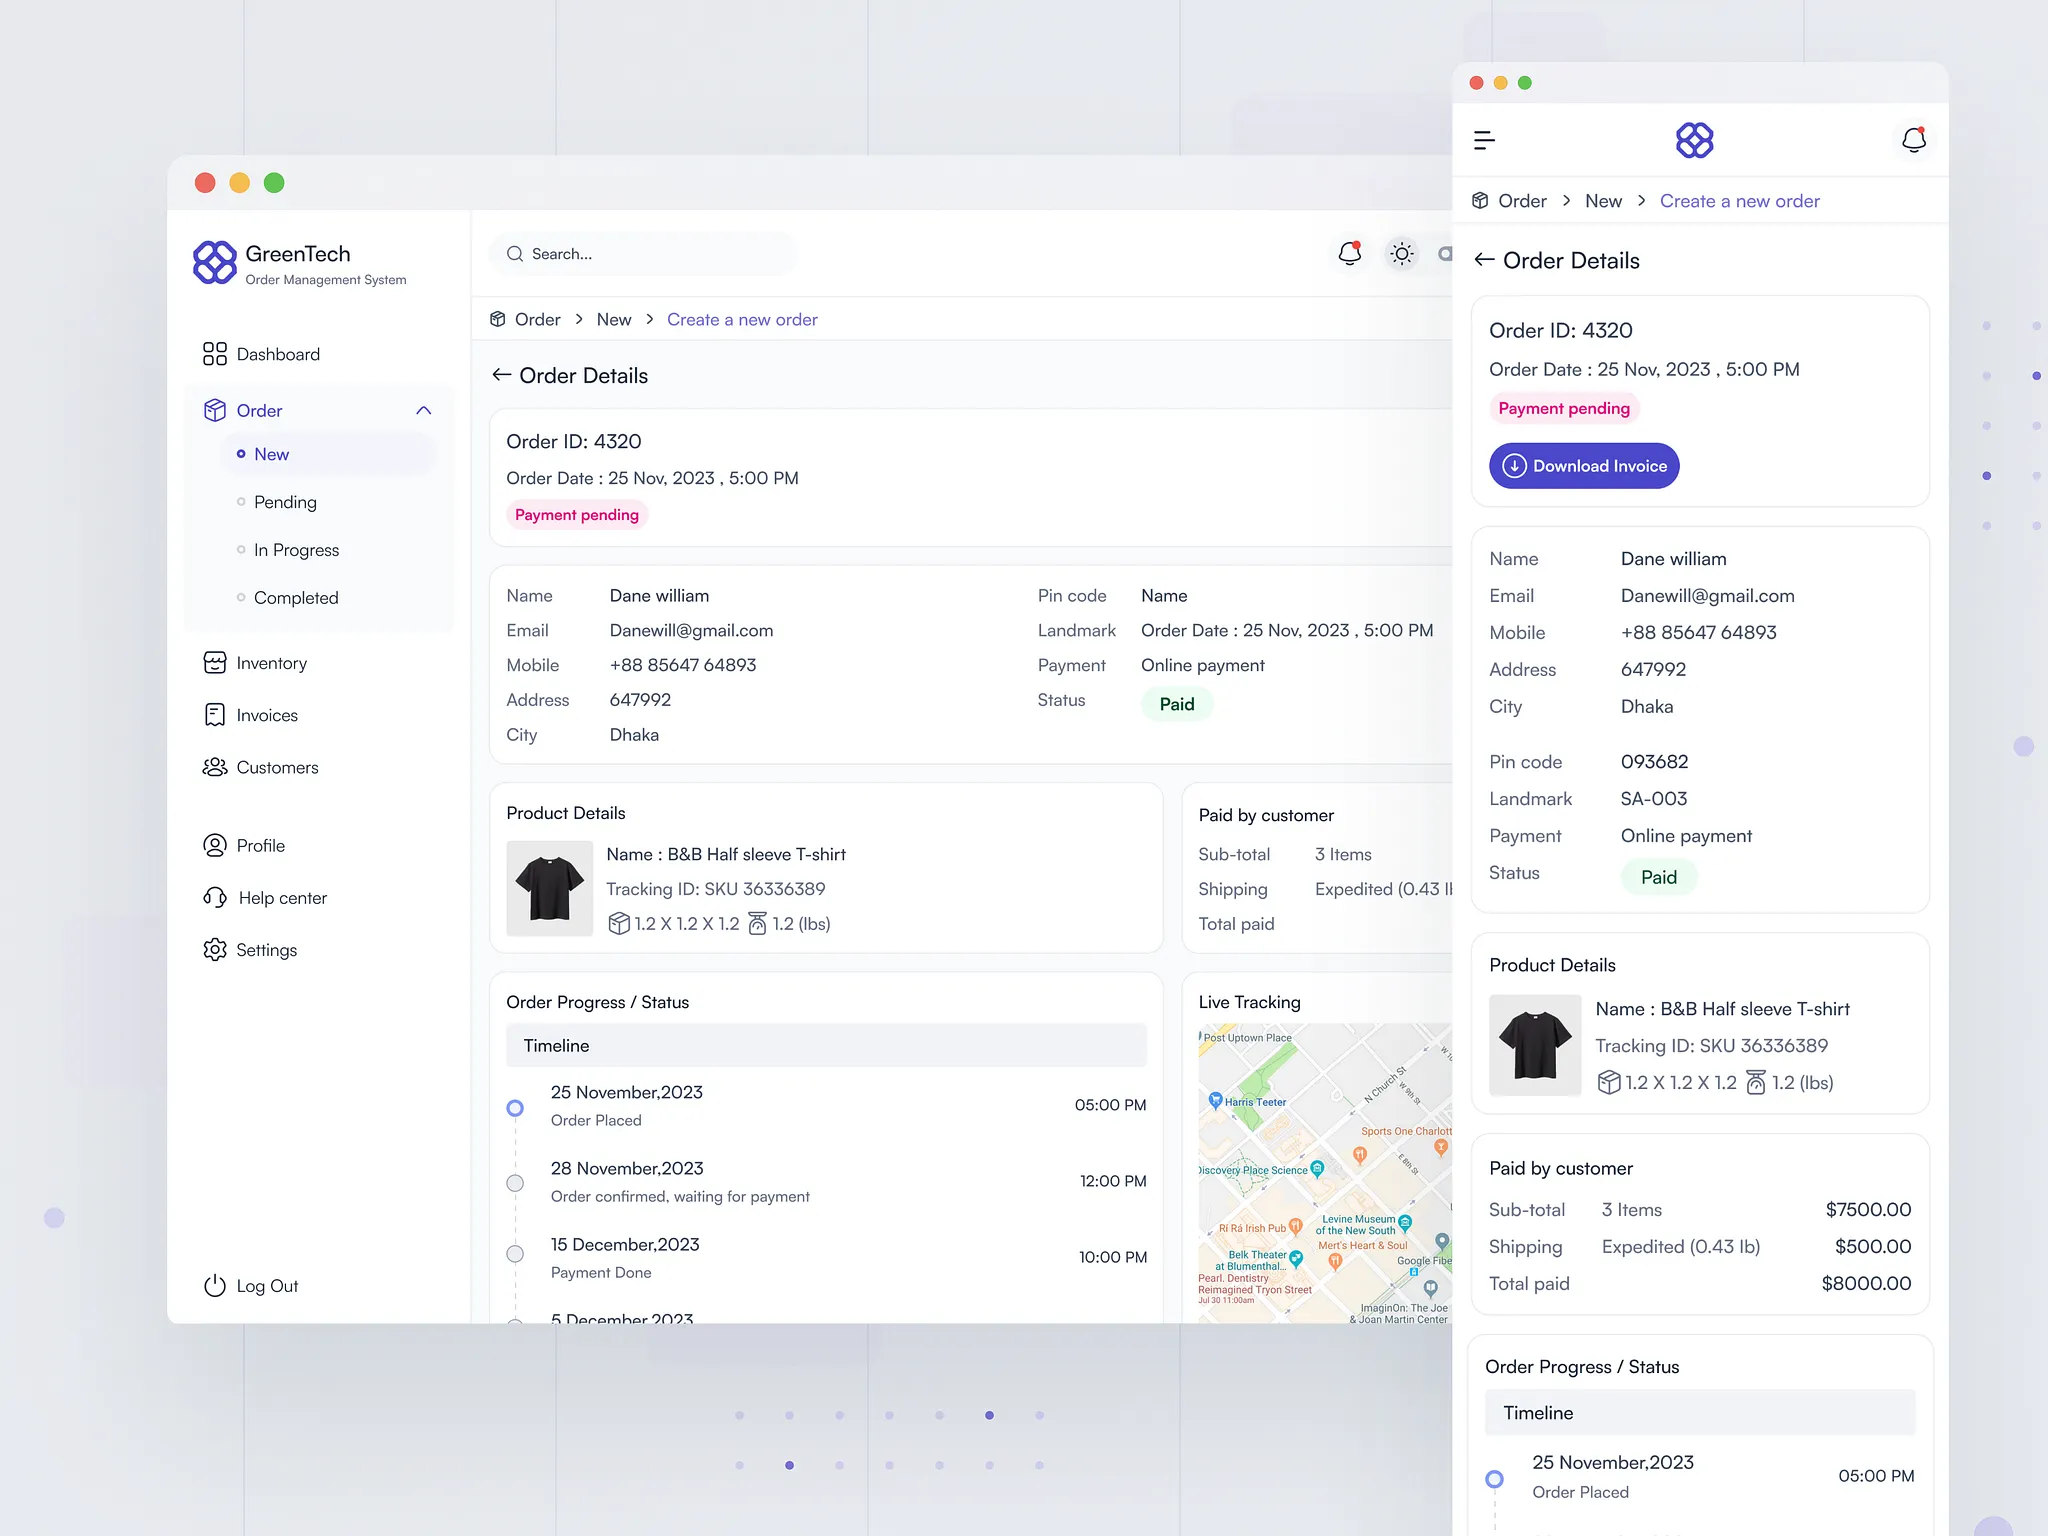 GreenTech
Order Management System
Dashboard
Order
New
Pending
In Progress
Completed
Inventory
Invoices
Customers
Profile
Help center
Settings
Log Out
Search...
Order > New > Create a new order
Order Details
Order ID: 4320
Order Date : 25 Nov, 2023 , 5:00 PM
Payment pending
Name Dane william
Email Danewill@gmail.com
Mobile +88 85647 64893
Address 647992
City Dhaka
Pin code Name
Landmark Order Date : 25 Nov, 2023 , 5:00 PM
Payment Online payment
Status Paid
Product Details
Name : B&B Half sleeve T-shirt
Tracking ID: SKU 36336389
1.2 X 1.2 X 1.2 1.2 (lbs)
Paid by customer
Sub-total 3 Items
Shipping Expedited (0.43 lb
Total paid
Order Progress / Status
Timeline
25 November,2023
Order Placed
05:00 PM
28 November,2023
Order confirmed, waiting for payment
12:00 PM
15 December,2023
Payment Done
10:00 PM
5 December,2023
Live Tracking
Post Uptown Place
Harris Teeter
N Church St
W 9th St
Sports One Charlott
E 8th St
Discovery Place Science
Levine Museum
of the New South
Rí Rá Irish Pub
Mert's Heart & Soul
Belk Theater
at Blumenthal...
Google Fibe
Pearl. Dentistry
Reimagined Tryon Street
Jul 30 11:00am
ImaginOn: The Joe
& Joan Martin Center
Order > New > Create a new order
Order Details
Order ID: 4320
Order Date : 25 Nov, 2023 , 5:00 PM
Payment pending
Download Invoice
Name Dane william
Email Danewill@gmail.com
Mobile +88 85647 64893
Address 647992
City Dhaka
Pin code 093682
Landmark SA-003
Payment Online payment
Status Paid
Product Details
Name : B&B Half sleeve T-shirt
Tracking ID: SKU 36336389
1.2 X 1.2 X 1.2 1.2 (lbs)
Paid by customer
Sub-total 3 Items $7500.00
Shipping Expedited (0.43 lb) $500.00
Total paid $8000.00
Order Progress / Status
Timeline
25 November,2023
Order Placed
05:00 PM